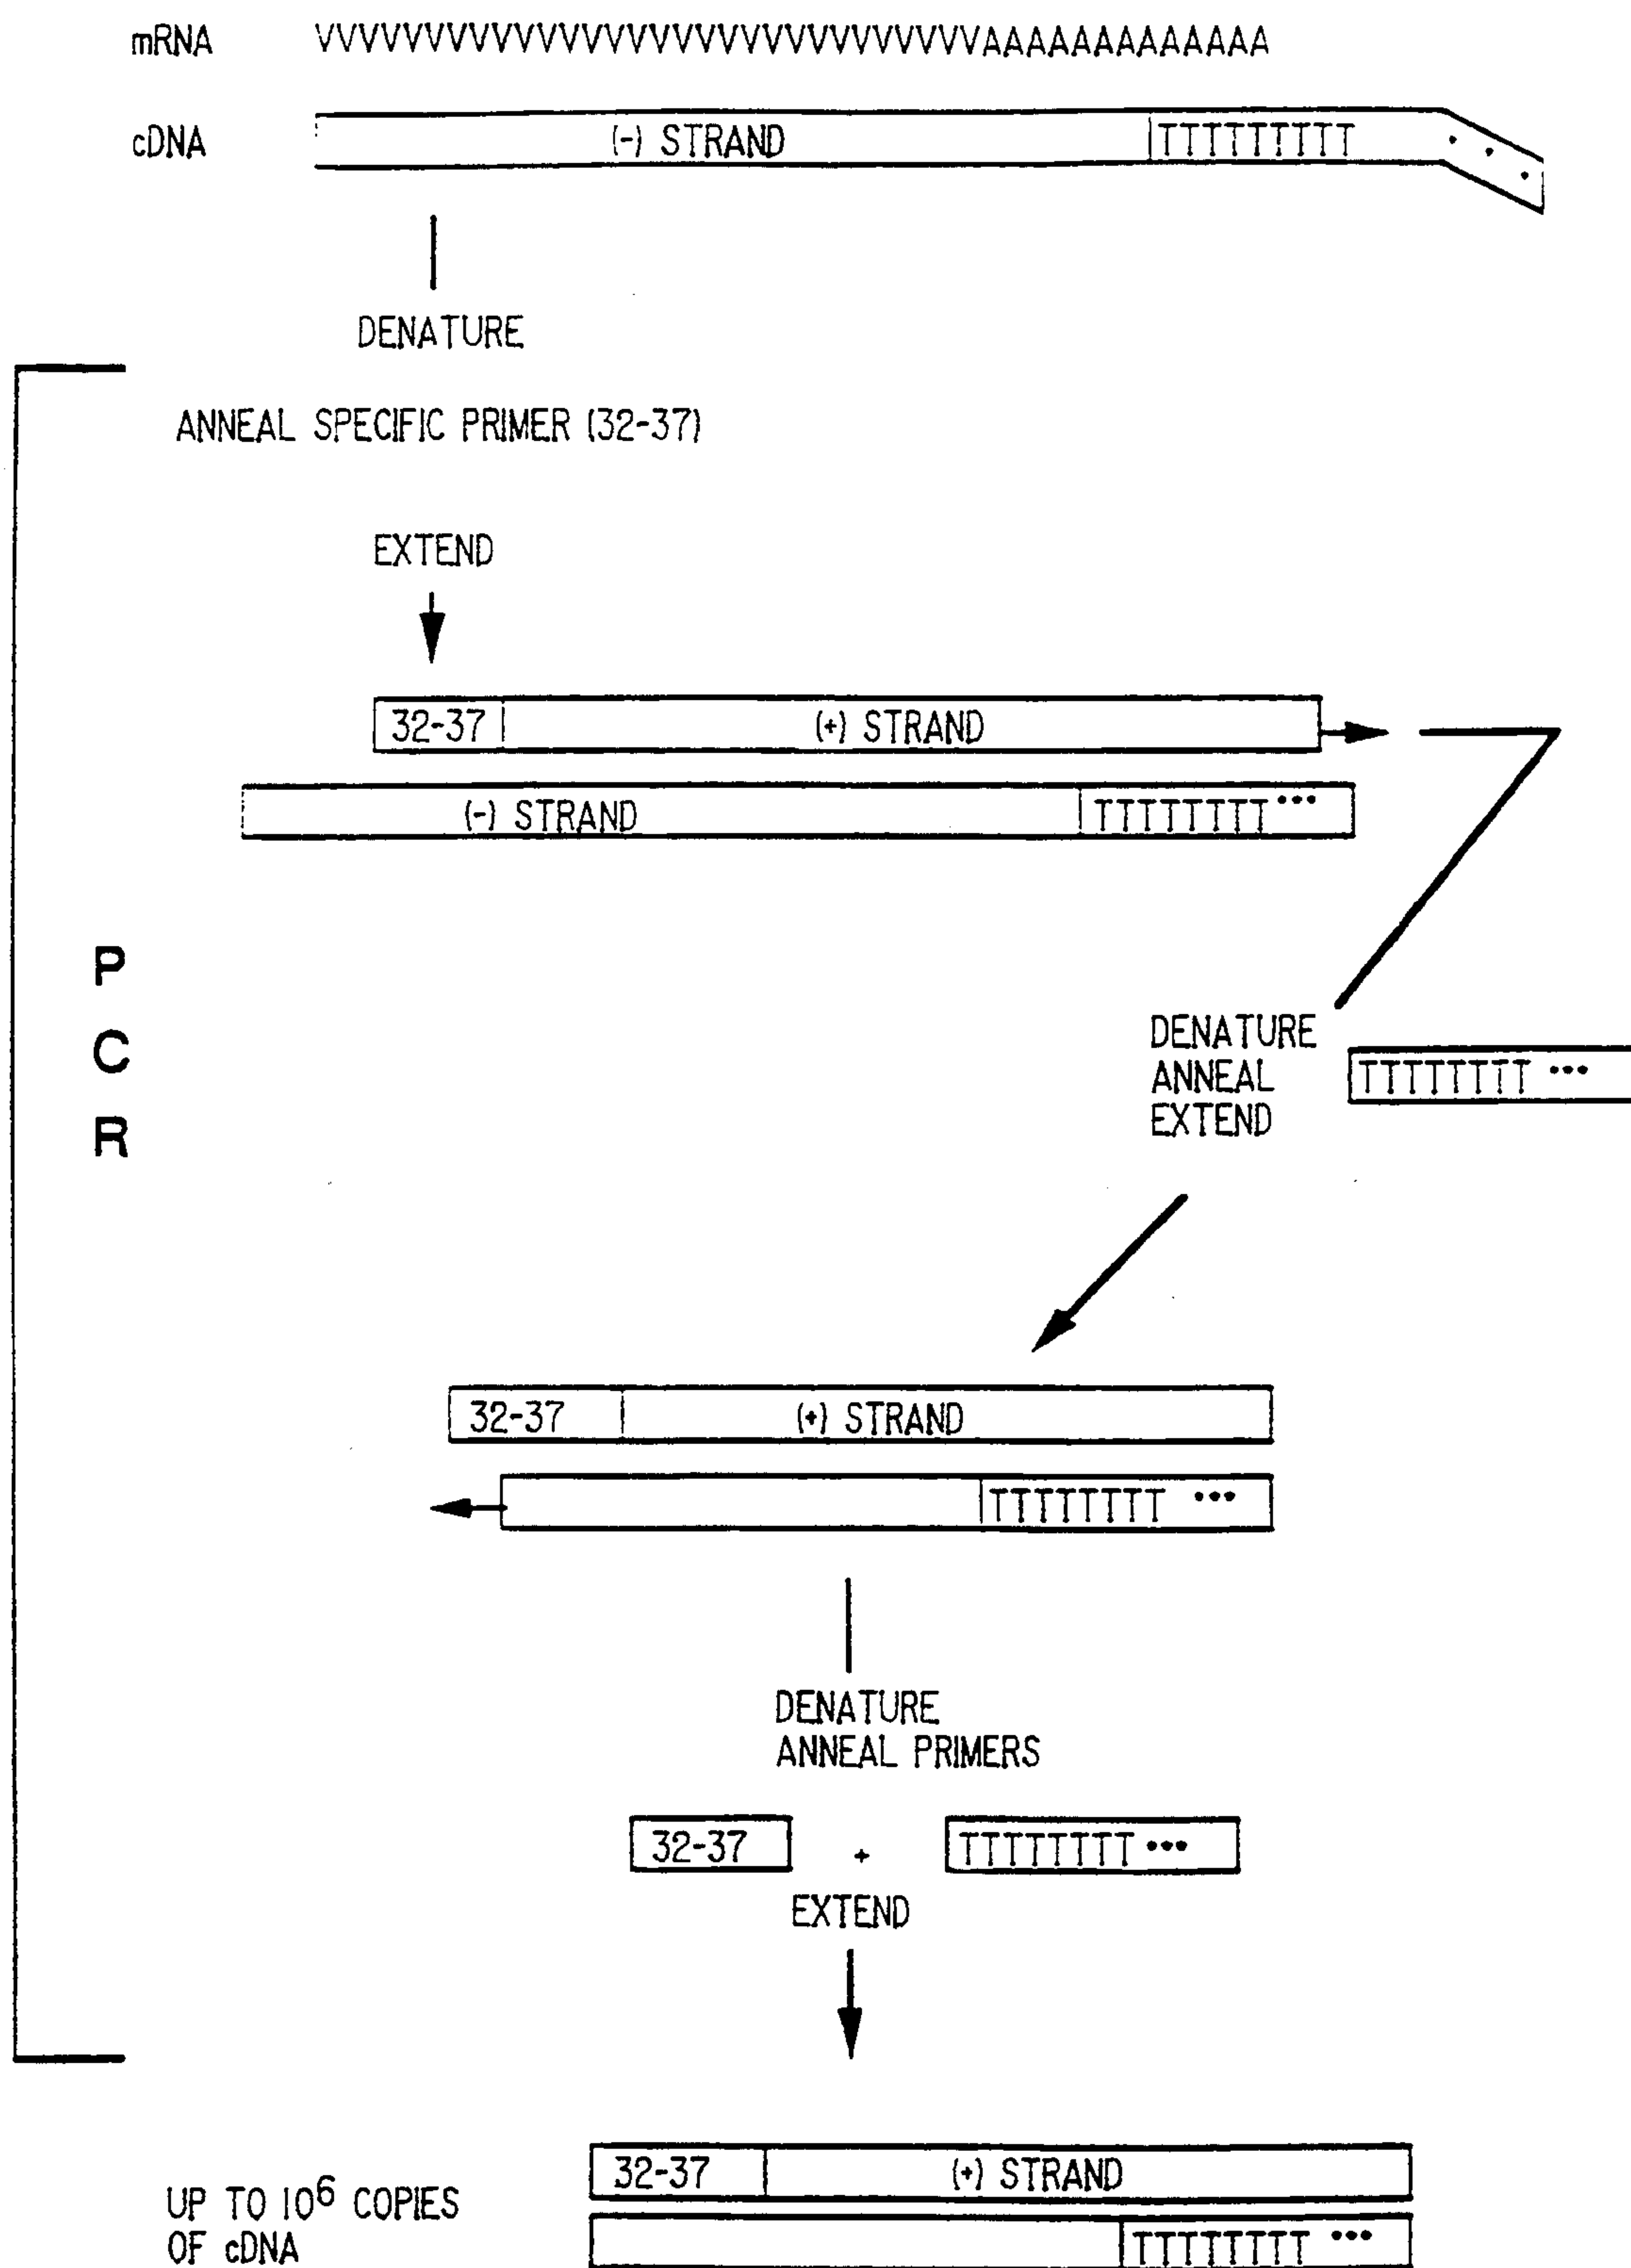 mRNA VVVVVVVVVVVVVVVVVVVVVVVVVVVVVVVAAAAAAAAAAAAA
cDNA (-) STRAND TTTTTTTTT . . .
DENATURE
ANNEAL SPECIFIC PRIMER (32-37)
EXTEND
32-37 (+) STRAND
(-) STRAND TTTTTTTT •••
P
C
R
DENATURE
ANNEAL TTTTTTTT •••
EXTEND
32-37 (+) STRAND
TTTTTTTT •••
DENATURE
ANNEAL PRIMERS
32-37 + TTTTTTTT •••
EXTEND
32-37 (+) STRAND
UP TO 10⁶ COPIES
OF cDNA TTTTTTTT •••